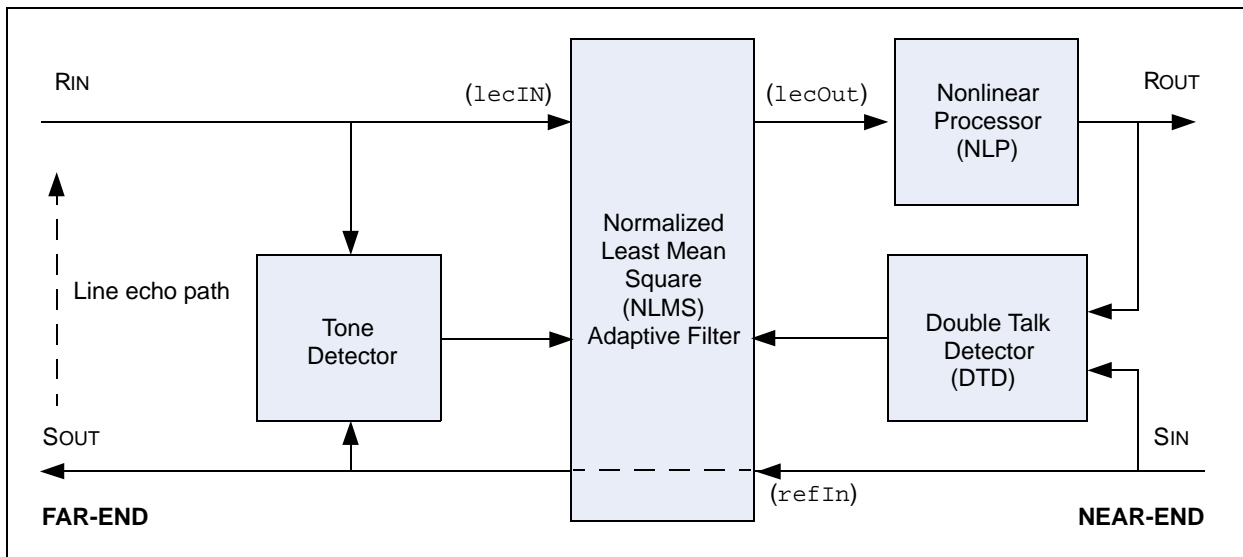 RIN
(lecIN)
(lecOut)
Nonlinear
Processor
(NLP)
ROUT
Line echo path
Tone
Detector
Normalized
Least Mean
Square
(NLMS)
Adaptive Filter
Double Talk
Detector
(DTD)
SOUT
SIN
(refIn)
FAR-END
NEAR-END